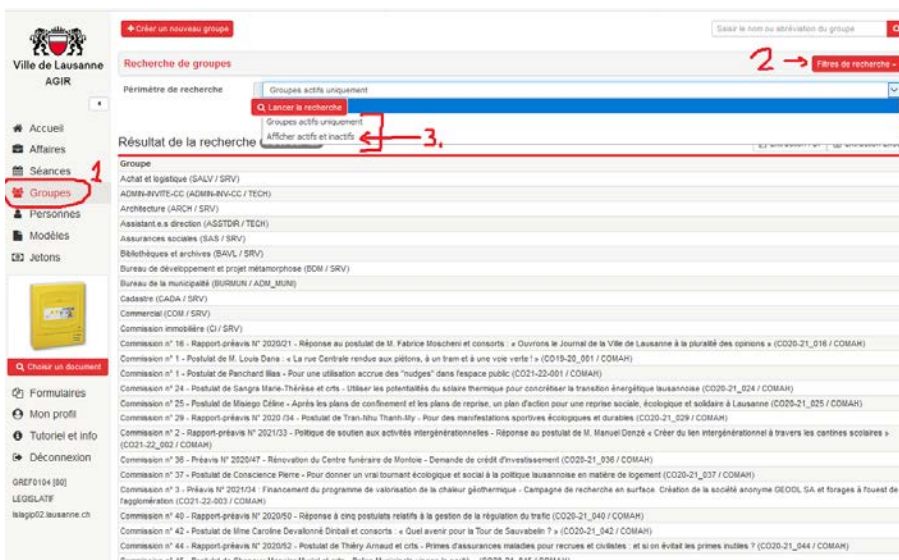 + Créer un nouveau groupe
Saisir le nom ou abréviation du groupe
Ville de Lausanne
AGIR
Recherche de groupes
2 → Filtres de recherche
Périmètre de recherche
Groupes actifs uniquement
Lancer la recherche
Groupes actifs uniquement
Afficher actifs et inactifs
3.
Résultat de la recherche
Accueil
Affaires
Séances
1
Groupes
Personnes
Modèles
Jetons
Choisir un document
Formulaires
Mon profil
Tutoriel et info
Déconnexion
GREF0104 [80]
LEGISLATIF
islagip02.lausanne.ch
Groupe
Achat et logistique (SALV / SRV)
ADMIN-INVITE-CC (ADMIN-INV-CC / TECH)
Architecture (ARCH / SRV)
Assistant.e.s direction (ASSTDIR / TECH)
Assurances sociales (SAS / SRV)
Bibliothèques et archives (BAVL / SRV)
Bureau de développement et projet métamorphose (BDM / SRV)
Bureau de la municipalité (BURMUN / ADM_MUNI)
Cadastre (CADA / SRV)
Commercial (COM / SRV)
Commission immobilière (CI / SRV)
Commission n° 16 - Rapport-préavis N° 2020/21 - Réponse au postulat de M. Fabrice Moscheni et consorts : « Ouvrons le Journal de la Ville de Lausanne à la pluralité des opinions » (CO20-21_016 / COMAH)
Commission n° 1 - Postulat de M. Louis Dana : « La rue Centrale rendue aux piétons, à un tram et à une voie verte ! » (CO19-20_001 / COMAH)
Commission n° 1 - Postulat de Panchard Ilias - Pour une utilisation accrue des "nudges" dans l'espace public (CO21-22-001 / COMAH)
Commission n° 24 - Postulat de Sangra Marie-Thérèse et crts - Utiliser les potentialités du solaire thermique pour concrétiser la transition énergétique lausannoise (CO20-21_024 / COMAH)
Commission n° 25 - Postulat de Misiego Céline - Après les plans de confinement et les plans de reprise, un plan d'action pour une reprise sociale, écologique et solidaire à Lausanne (CO20-21_025 / COMAH)
Commission n° 29 - Rapport-préavis N° 2020 /34 - Postulat de Tran-Nhu Thanh-My - Pour des manifestations sportives écologiques et durables (CO20-21_029 / COMAH)
Commission n° 2 - Rapport-préavis N° 2021/33 - Politique de soutien aux activités intergénérationnelles - Réponse au postulat de M. Manuel Donzé « Créer du lien intergénérationnel à travers les cantines scolaires »
(CO21-22_002 / COMAH)
Commission n° 36 - Préavis N° 2020/47 - Rénovation du Centre funéraire de Montoie - Demande de crédit d'investissement (CO20-21_036 / COMAH)
Commission n° 37 - Postulat de Conscience Pierre - Pour donner un vrai tournant écologique et social à la politique lausannoise en matière de logement (CO20-21_037 / COMAH)
Commission n° 3 - Préavis N° 2021/34 : Financement du programme de valorisation de la chaleur géothermique - Campagne de recherche en surface. Création de la société anonyme GEOOL SA et forages à l'ouest de
l'agglomération (CO21-22-003 / COMAH)
Commission n° 40 - Rapport-préavis N° 2020/50 - Réponse à cinq postulats relatifs à la gestion de la régulation du trafic (CO20-21_040 / COMAH)
Commission n° 42 - Postulat de Mme Caroline Devallonné Dinbali et consorts : « Quel avenir pour la Tour de Sauvabelin ? » (CO20-21_042 / COMAH)
Commission n° 44 - Rapport-préavis N° 2020/52 - Postulat de Thiéry Arnaud et crts - Primes d'assurances maladies pour recrues et civilistes : et si on évitait les primes inutiles ? (CO20-21_044 / COMAH)